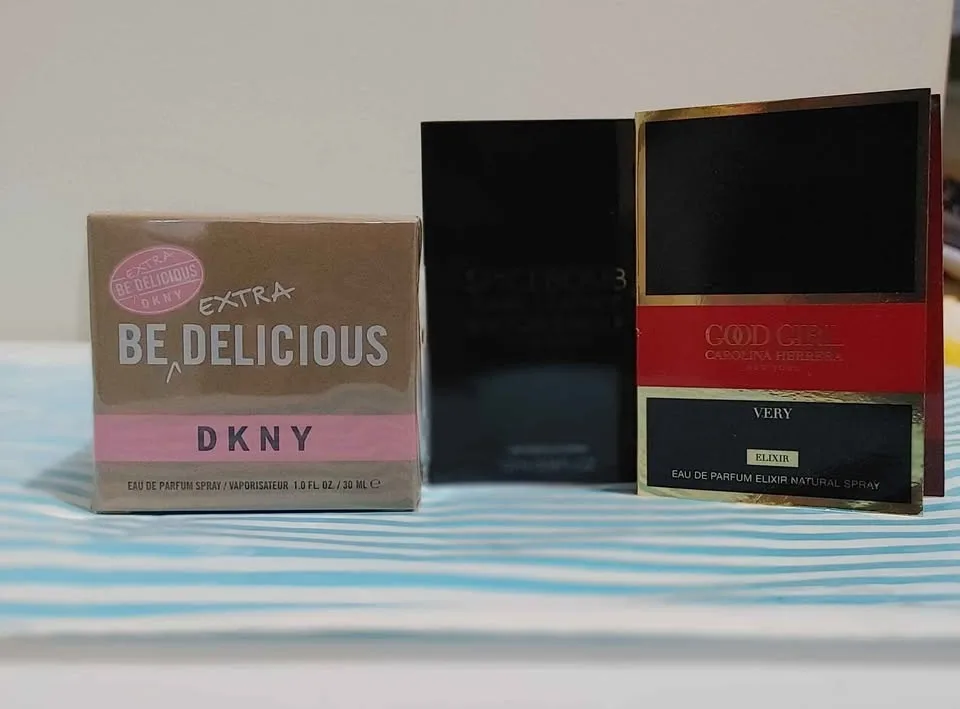 EXTRA
BE DELICIOUS
DKNY
EXTRA
BE DELICIOUS
DKNY
EAU DE PARFUM SPRAY / VAPORISATEUR 1.0 FL. OZ. / 30 ML ℮
GOOD GIRL
CAROLINA HERRERA
NEW YORK
VERY
ELIXIR
EAU DE PARFUM ELIXIR NATURAL SPRAY